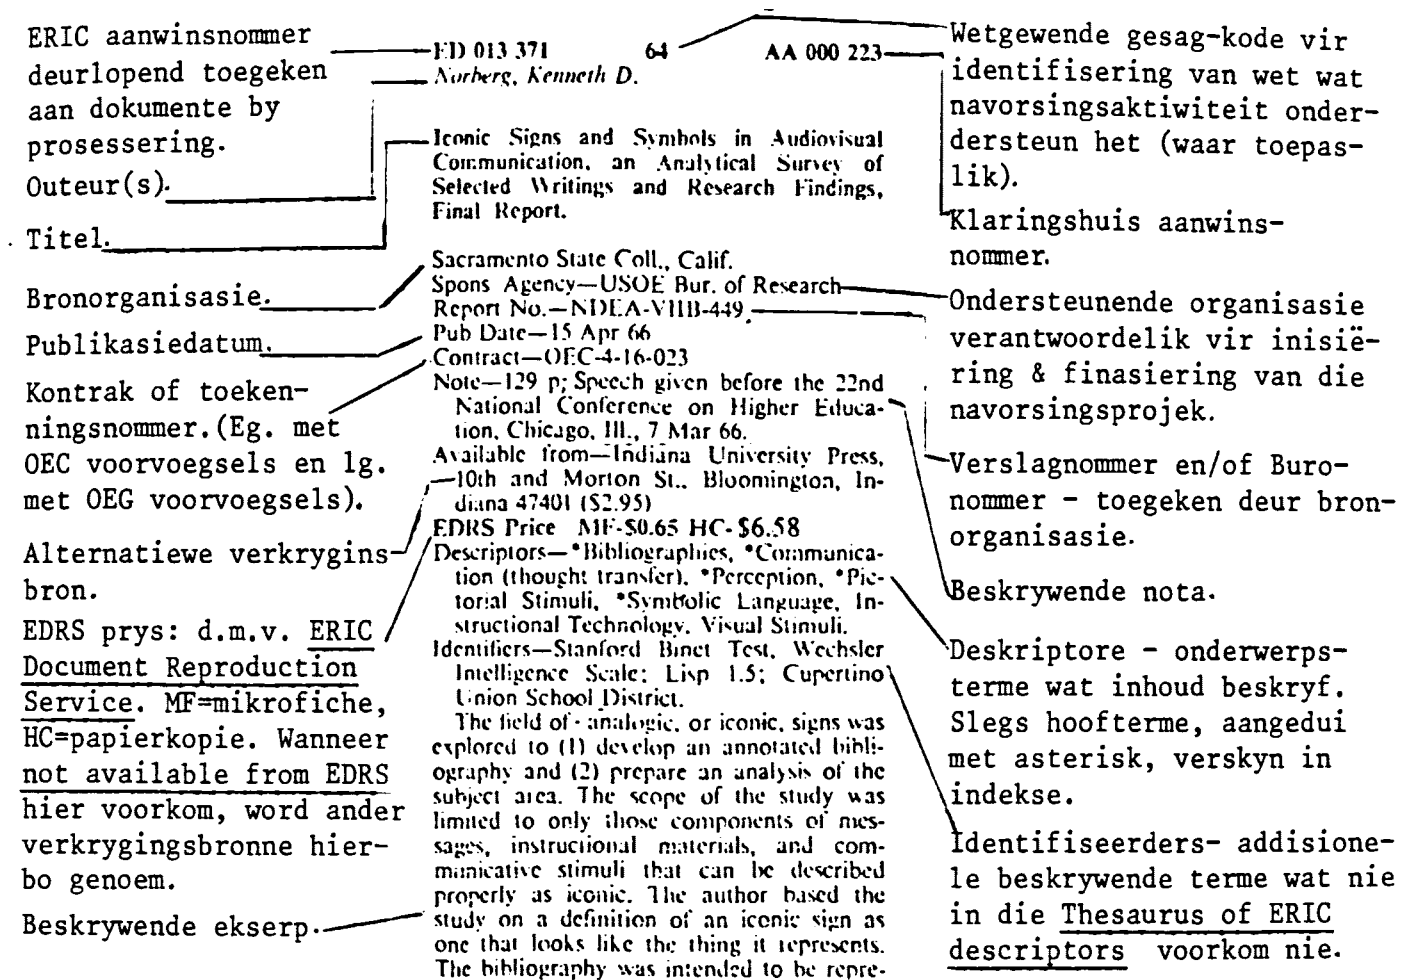 ERIC aanwinsnommer
deurlopend toegeken
aan dokumente by
prosessering.
Outeur(s).
Titel.
Bronorganisasie.
Publikasiedatum.
Kontrak of toeken-
ningsnommer.(Eg. met
OEC voorvoegsels en lg.
met OEG voorvoegsels).
Alternatiewe verkrygins
bron.
EDRS prys: d.m.v. ERIC
Document Reproduction
Service. MF=mikrofiche,
HC=papierkopie. Wanneer
not available from EDRS
hier voorkom, word ander
verkrygingsbronne hier-
bo genoem.
Beskrywende ekserp.
ED 013 371 64 AA 000 223
Norberg, Kenneth D.
Iconic Signs and Symbols in Audiovisual
Communication, an Analytical Survey of
Selected Writings and Research Findings,
Final Report.
Sacramento State Coll., Calif.
Spons Agency—USOE Bur. of Research
Report No.—NDEA-VIIB-449
Pub Date—15 Apr 66
Contract—OEC-4-16-023
Note—129 p; Speech given before the 22nd
National Conference on Higher Educa-
tion, Chicago, Ill., 7 Mar 66.
Available from—Indiana University Press,
10th and Morton St., Bloomington, In-
diana 47401 ($2.95)
EDRS Price MF-$0.65 HC-$6.58
Descriptors—*Bibliographies, *Communica-
tion (thought transfer), *Perception, *Pic-
torial Stimuli, *Symbolic Language, In-
structional Technology, Visual Stimuli.
Identifiers—Stanford Binet Test, Wechsler
Intelligence Scale; Lisp 1.5; Cupertino
Union School District.
The field of analogic, or iconic, signs was
explored to (1) develop an annotated bibli-
ography and (2) prepare an analysis of the
subject area. The scope of the study was
limited to only those components of mes-
sages, instructional materials, and com-
municative stimuli that can be described
properly as iconic. The author based the
study on a definition of an iconic sign as
one that looks like the thing it represents.
The bibliography was intended to be repre-
Wetgewende gesag-kode vir
identifisering van wet wat
navorsingsaktiwiteit onder-
dersteun het (waar toepas-
lik).
Klaringshuis aanwins-
nommer.
Ondersteunende organisasie
verantwoordelik vir inisië-
ring & finasiering van die
navorsingsprojek.
Verslagnommer en/of Buro-
nommer - toegeken deur bron-
organisasie.
Beskrywende nota.
Deskriptore - onderwerps-
terme wat inhoud beskryf.
Slegs hoofterme, aangedui
met asterisk, verskyn in
indekse.
Identifiseerders- addisione-
le beskrywende terme wat nie
in die Thesaurus of ERIC
descriptors voorkom nie.